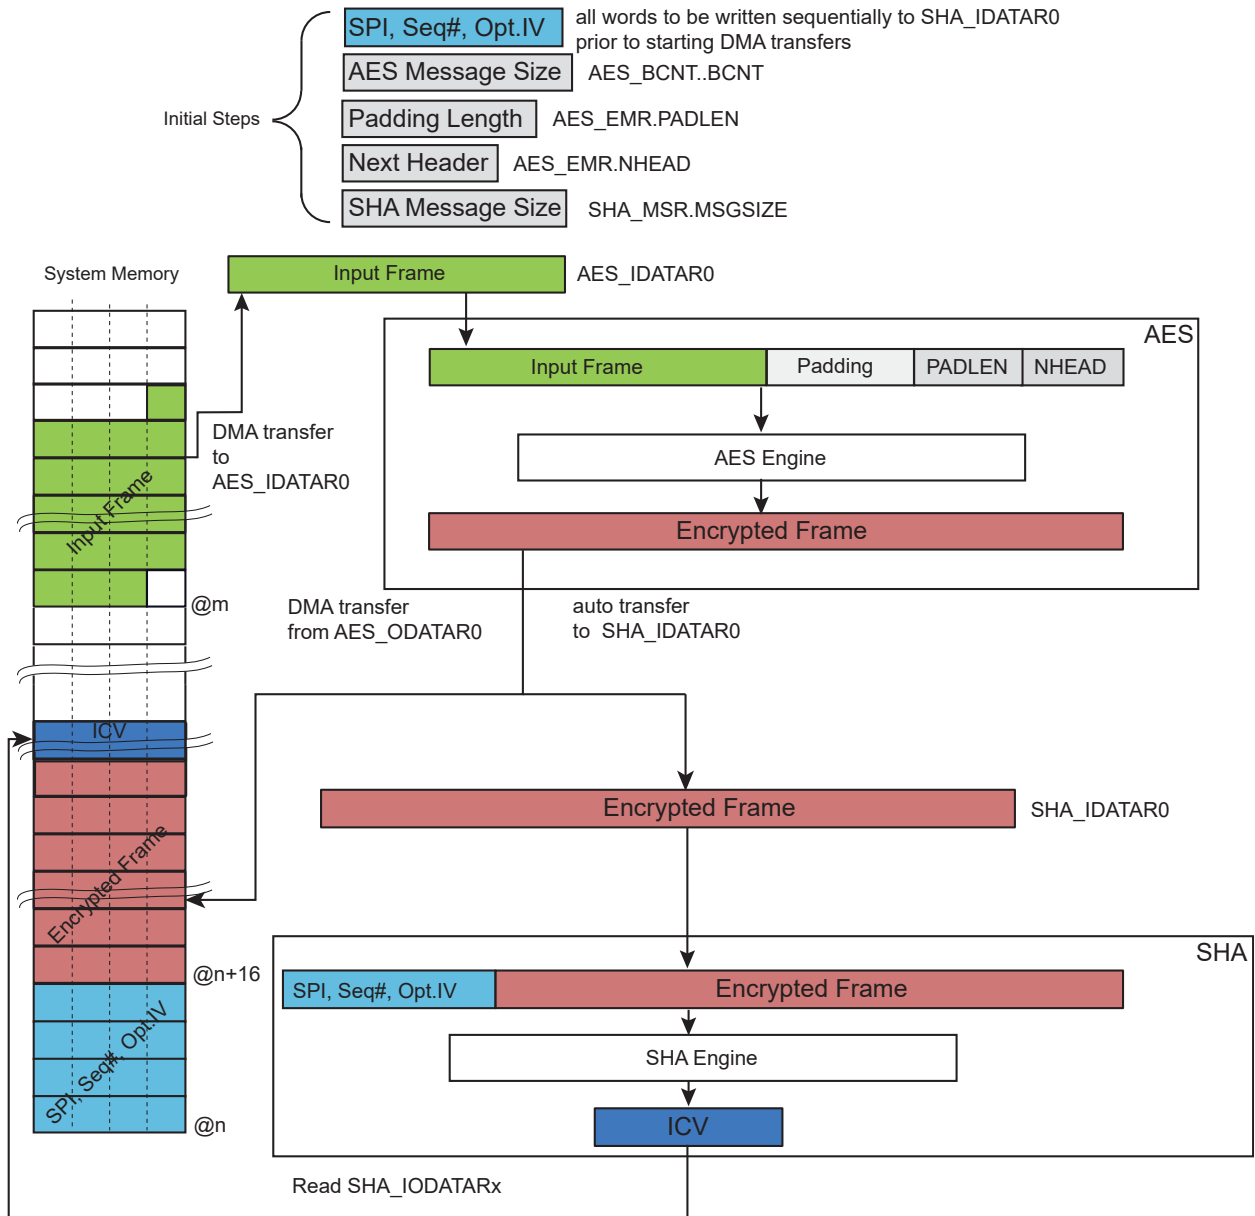 SPI, Seq#, Opt.IV
all words to be written sequentially to SHA_IDATAR0
prior to starting DMA transfers
AES Message Size
AES_BCNT..BCNT
Initial Steps
Padding Length
AES_EMR.PADLEN
Next Header
AES_EMR.NHEAD
SHA Message Size
SHA_MSR.MSGSIZE
System Memory
Input Frame
AES_IDATAR0
AES
Input Frame
Padding
PADLEN
NHEAD
DMA transfer
to
AES_IDATAR0
AES Engine
Input Frame
Encrypted Frame
@m
DMA transfer
from AES_ODATAR0
auto transfer
to SHA_IDATAR0
ICV
Encrypted Frame
SHA_IDATAR0
Encrypted Frame
SHA
@n+16
SPI, Seq#, Opt.IV
Encrypted Frame
SPI, Seq#, Opt.IV
SHA Engine
@n
ICV
Read SHA_IODATARx